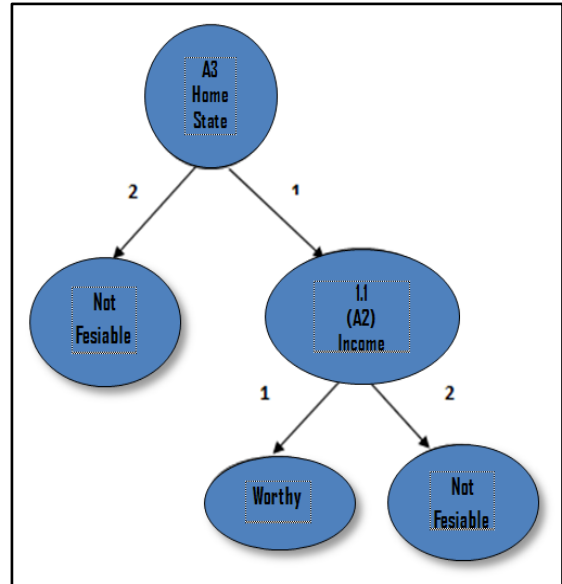 A3
Home
State
2
1
Not
Fesiable
1.1
(A2)
Income
1
2
Worthy
Not
Fesiable